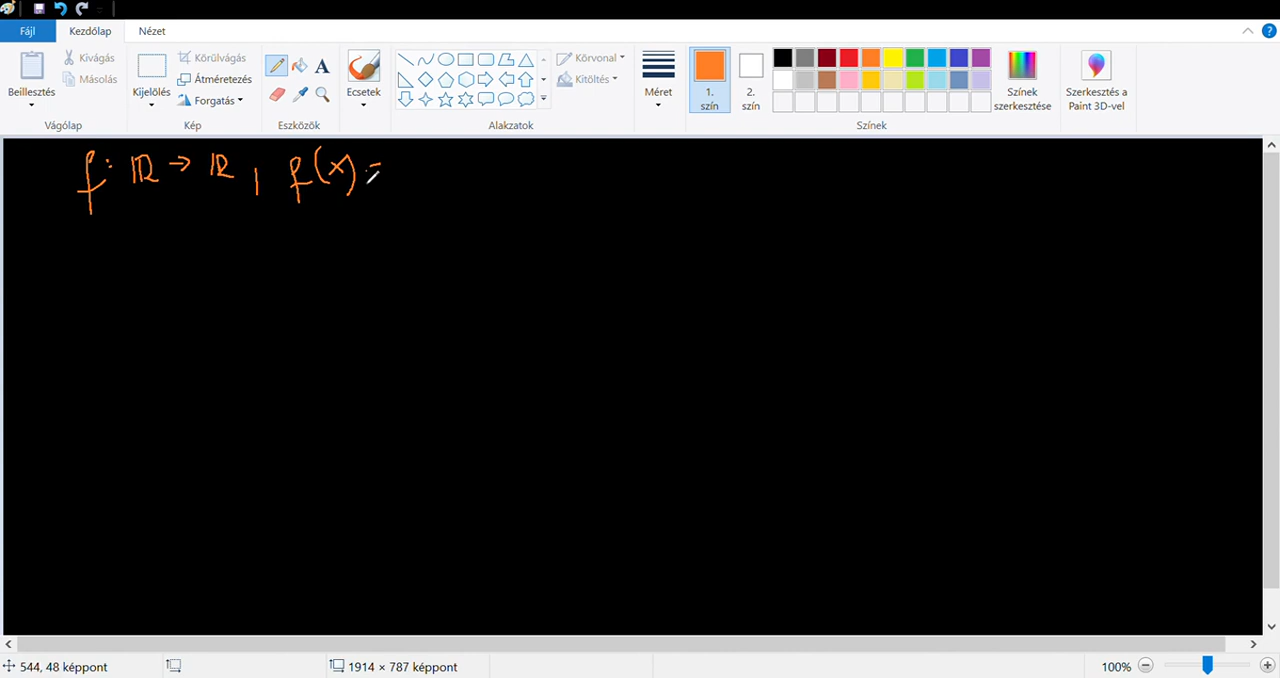 Fájl Kezdőlap Nézet
Beillesztés
Kivágás
Másolás
Vágólap
Kijelölés
Körülvágás
Átméretezés
Forgatás
Kép
A
Eszközök
Ecsetek
Alakzatok
Körvonal
Kitöltés
Méret
1. szín
2. szín
Színek
Színek szerkesztése
Szerkesztés a Paint 3D-vel
f: ℝ → ℝ, f(x) =
544, 48 képpont
1914 × 787 képpont
100%